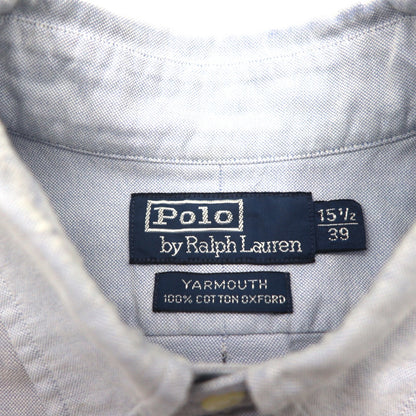 Polo
by Ralph Lauren
15 1/2
39
YARMOUTH
100% COTTON OXFORD